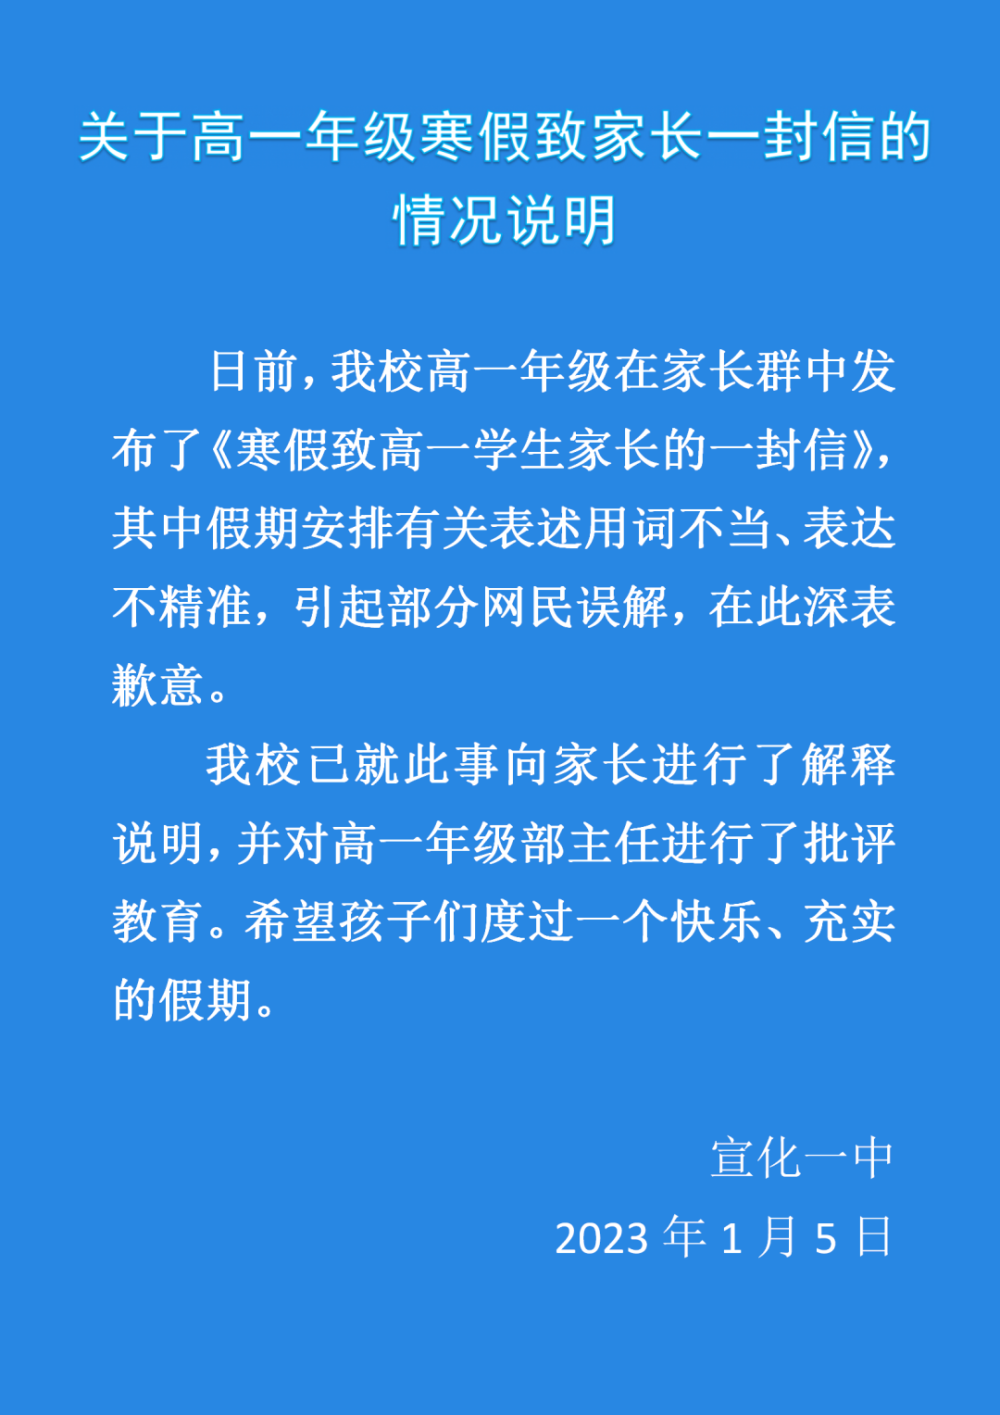 关于高一年级寒假致家长一封信的
情况说明
日前，我校高一年级在家长群中发
布了《寒假致高一学生家长的一封信》，
其中假期安排有关表述用词不当、表达
不精准，引起部分网民误解，在此深表
歉意。
我校已就此事向家长进行了解释
说明，并对高一年级部主任进行了批评
教育。希望孩子们度过一个快乐、充实
的假期。
宣化一中
2023 年 1 月 5 日